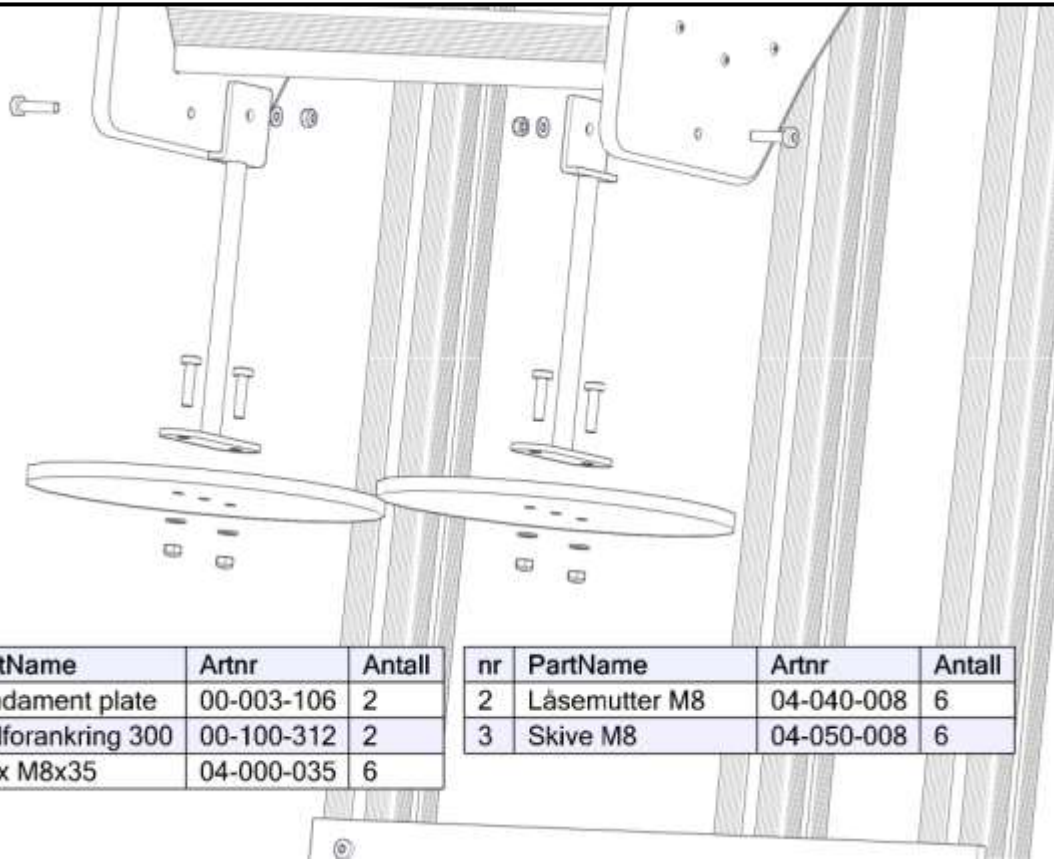 tName Artnr Antall
dament plate 00-003-106 2
lforankring 300 00-100-312 2
x M8x35 04-000-035 6
nr PartName Artnr Antall
2 Låsemutter M8 04-040-008 6
3 Skive M8 04-050-008 6